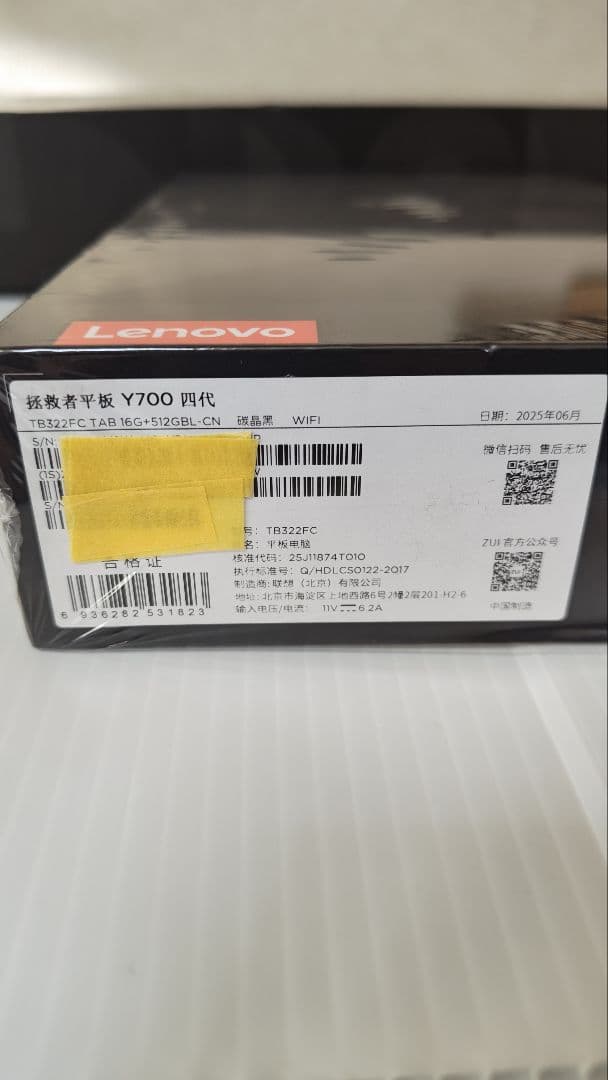 Lenovo
拯救者平板 Y700 四代
TB322FC TAB 16G+512GBL-CN 碳晶黑 WIFI
日期: 2025年06月
S/N:
微信扫码 售后无忧
(1S)
S/N
号: TB322FC
名: 平板电脑
ZUI官方公众号
合格证
核准代码: 25J11874T010
执行标准号: Q/HDLCS0122-2017
制造商: 联想（北京）有限公司
地址: 北京市海淀区上地西路6号2幢2层201-H2-6
输入电压/电流: 11V⎓6.2A
中国制造
6 936282 531823